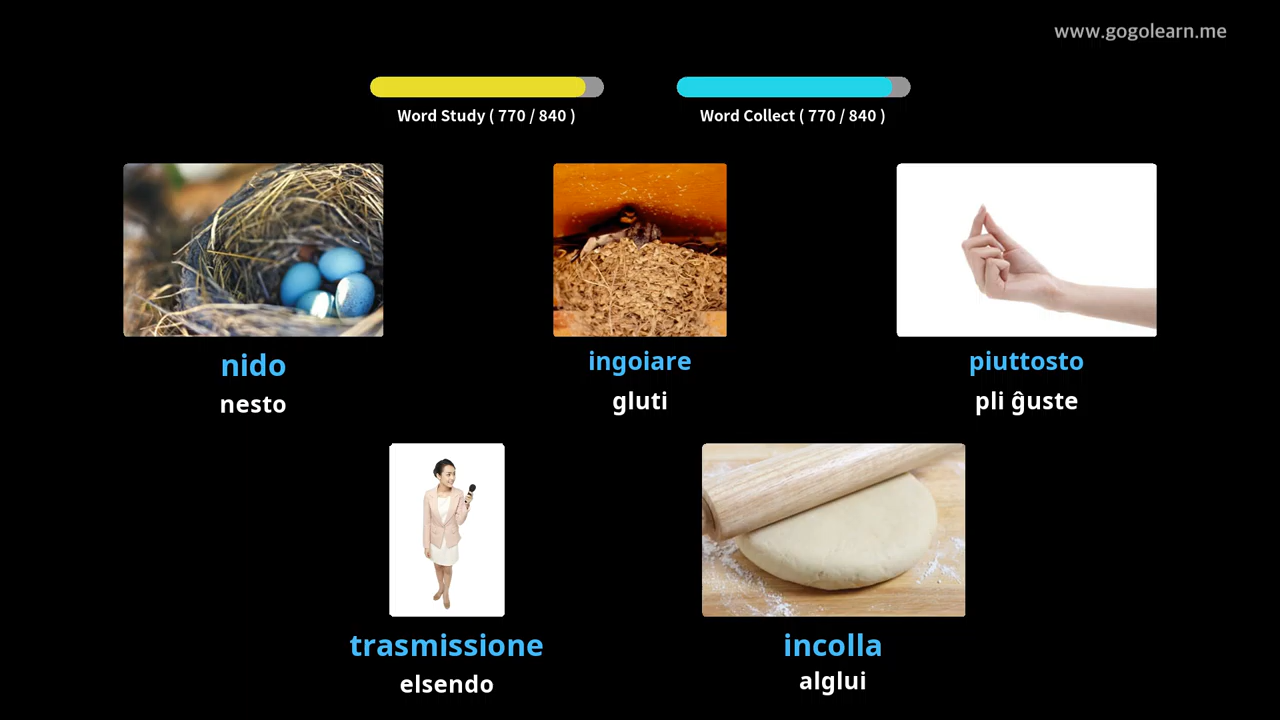 www.gogolearn.me
Word Study ( 770 / 840 )
Word Collect ( 770 / 840 )
nido
nesto
ingoiare
gluti
piuttosto
pli ĝuste
trasmissione
elsendo
incolla
alglui